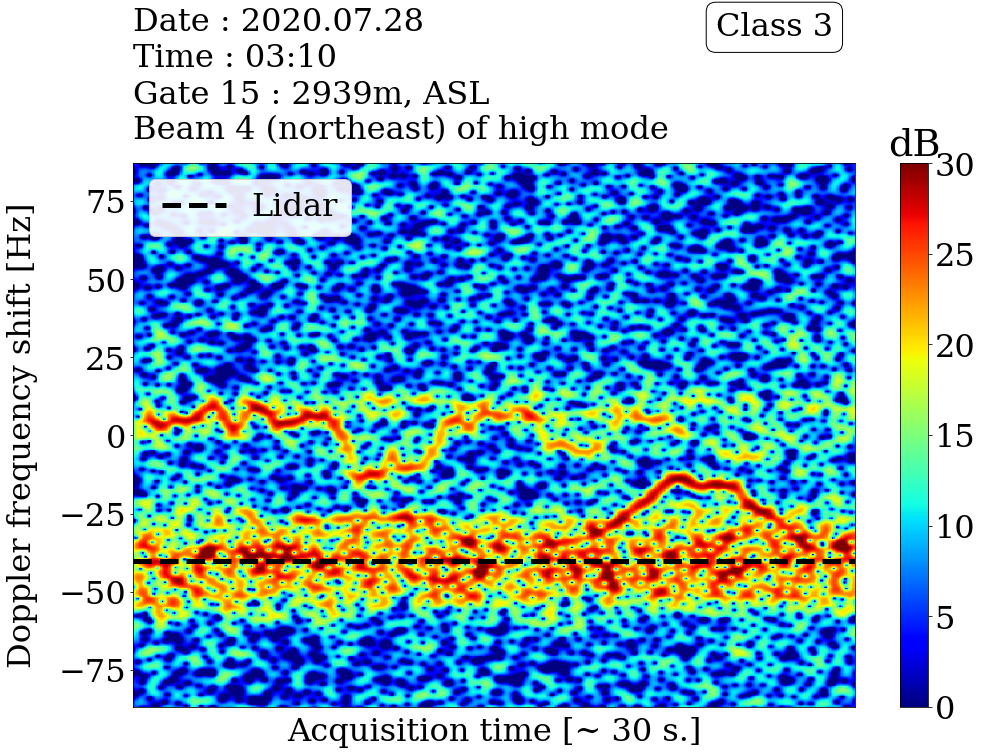 Date : 2020.07.28
Time : 03:10
Gate 15 : 2939m, ASL
Beam 4 (northeast) of high mode
Class 3
dB
Lidar
Doppler frequency shift [Hz]
75
50
25
0
−25
−50
−75
Acquisition time [~ 30 s.]
30
25
20
15
10
5
0